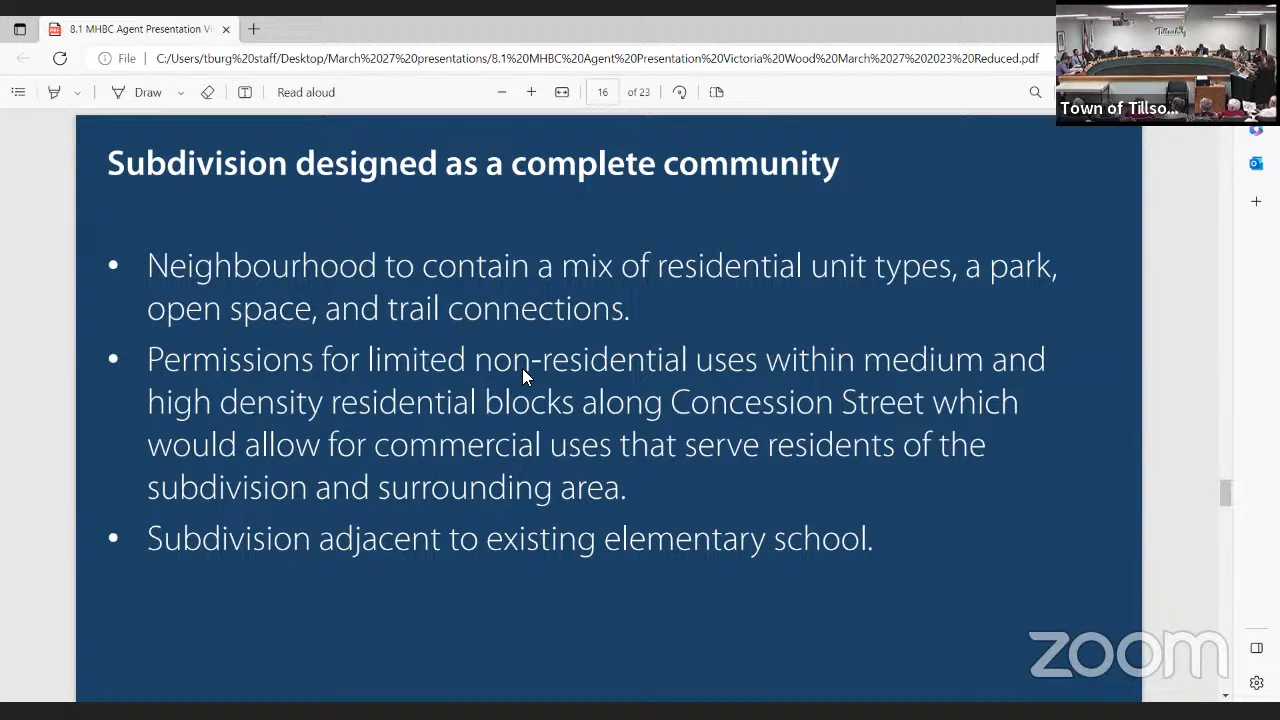 8.1 MHBC Agent Presentation Vi
File
C:/Users/tburg%20staff/Desktop/March%2027%20presentations/8.1%20MHBC%20Agent%20Presentation%20Victoria%20Wood%20March%2027%202023%20Reduced.pdf
Draw
Read aloud
16
of 23
Tillsonburg
Town of Tillso...
Subdivision designed as a complete community
• Neighbourhood to contain a mix of residential unit types, a park,
open space, and trail connections.
• Permissions for limited non-residential uses within medium and
high density residential blocks along Concession Street which
would allow for commercial uses that serve residents of the
subdivision and surrounding area.
• Subdivision adjacent to existing elementary school.
zoom